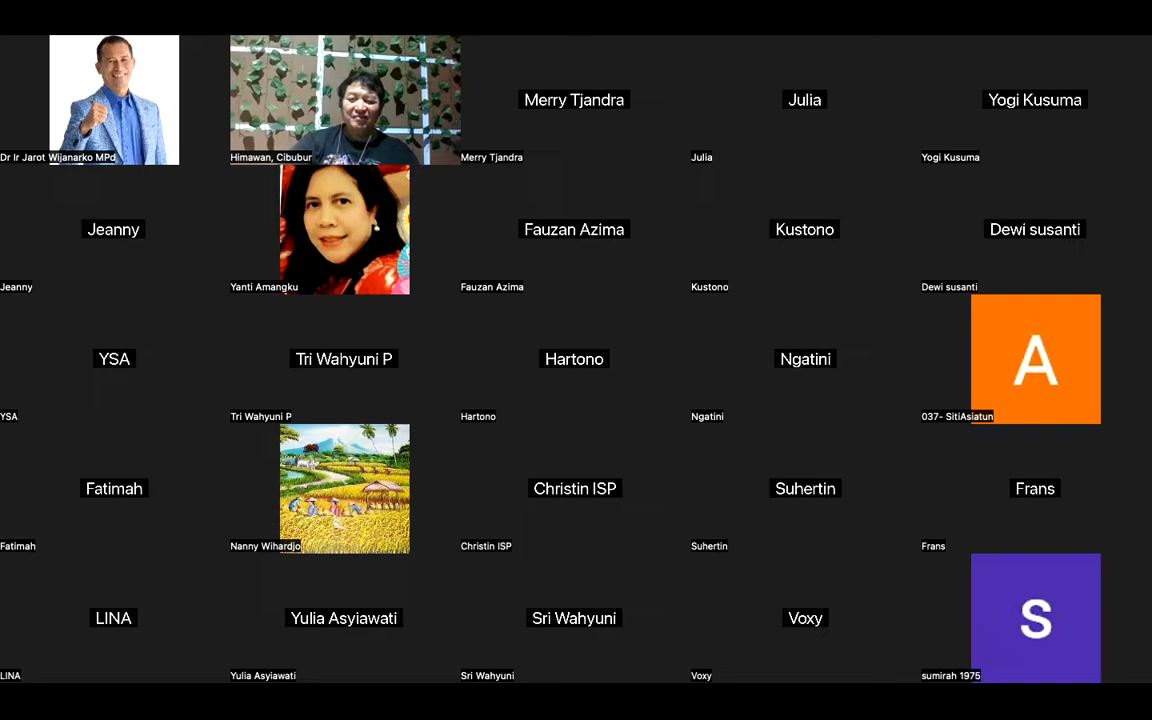 Dr Ir Jarot Wijanarko MPd
Himawan, Cibubur
Merry Tjandra
Merry Tjandra
Julia
Julia
Yogi Kusuma
Yogi Kusuma
Jeanny
Jeanny
Yanti Amangku
Fauzan Azima
Fauzan Azima
Kustono
Kustono
Dewi susanti
Dewi susanti
YSA
YSA
Tri Wahyuni P
Tri Wahyuni P
Hartono
Hartono
Ngatini
Ngatini
A
037- SitiAsiatun
Fatimah
Fatimah
Nanny Wihardjo
Christin ISP
Christin ISP
Suhertin
Suhertin
Frans
Frans
LINA
LINA
Yulia Asyiawati
Yulia Asyiawati
Sri Wahyuni
Sri Wahyuni
Voxy
Voxy
S
sumirah 1975